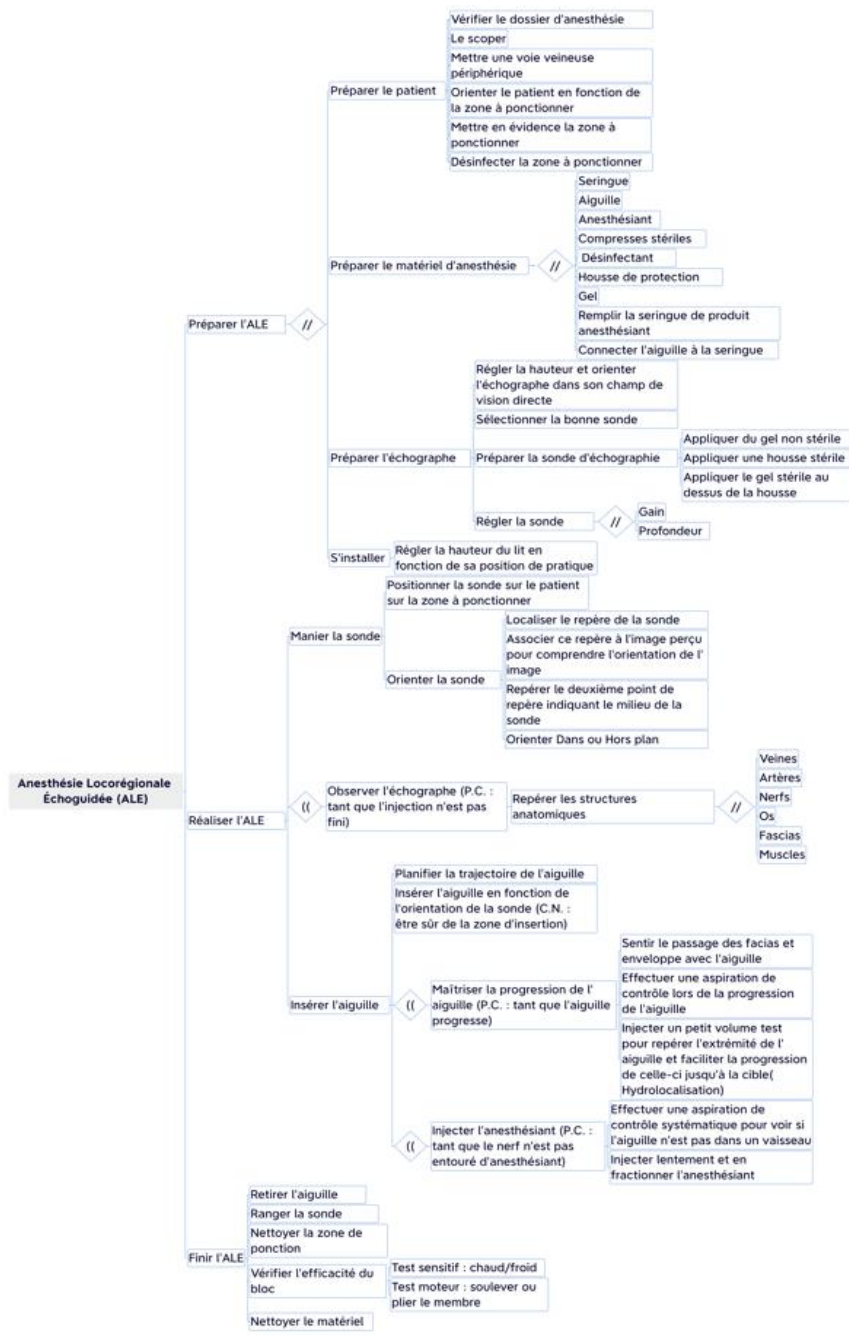 Anesthésie Locorégionale
Échoguidée (ALE)
Préparer l'ALE
//
Préparer le patient
Vérifier le dossier d'anesthésie
Le scoper
Mettre une voie veineuse
périphérique
Orienter le patient en fonction de
la zone à ponctionner
Mettre en évidence la zone à
ponctionner
Désinfecter la zone à ponctionner
Préparer le matériel d'anesthésie
//
Seringue
Aiguille
Anesthésiant
Compresses stériles
Désinfectant
Housse de protection
Gel
Remplir la seringue de produit
anesthésiant
Connecter l'aiguille à la seringue
Préparer l'échographe
Régler la hauteur et orienter
l'échographe dans son champ de
vision directe
Sélectionner la bonne sonde
Préparer la sonde d'échographie
Appliquer du gel non stérile
Appliquer une housse stérile
Appliquer le gel stérile au
dessus de la housse
Régler la sonde
//
Gain
Profondeur
S'installer
Régler la hauteur du lit en
fonction de sa position de pratique
Réaliser l'ALE
Manier la sonde
Positionner la sonde sur le patient
sur la zone à ponctionner
Orienter la sonde
Localiser le repère de la sonde
Associer ce repère à l'image perçu
pour comprendre l'orientation de l'
image
Repérer le deuxième point de
repère indiquant le milieu de la
sonde
Orienter Dans ou Hors plan
((
Observer l'échographe (P.C. :
tant que l'injection n'est pas
fini)
Repérer les structures
anatomiques
//
Veines
Artères
Nerfs
Os
Fascias
Muscles
Insérer l'aiguille
Planifier la trajectoire de l'aiguille
Insérer l'aiguille en fonction de
l'orientation de la sonde (C.N. :
être sûr de la zone d'insertion)
((
Maîtriser la progression de l'
aiguille (P.C. : tant que l'aiguille
progresse)
Sentir le passage des facias et
enveloppe avec l'aiguille
Effectuer une aspiration de
contrôle lors de la progression
de l'aiguille
Injecter un petit volume test
pour repérer l'extrémité de l'
aiguille et faciliter la progression
de celle-ci jusqu'à la cible(
Hydrolocalisation)
((
Injecter l'anesthésiant (P.C. :
tant que le nerf n'est pas
entouré d'anesthésiant)
Effectuer une aspiration de
contrôle systématique pour voir si
l'aiguille n'est pas dans un vaisseau
Injecter lentement et en
fractionner l'anesthésiant
Finir l'ALE
Retirer l'aiguille
Ranger la sonde
Nettoyer la zone de
ponction
Vérifier l'efficacité du
bloc
Test sensitif : chaud/froid
Test moteur : soulever ou
plier le membre
Nettoyer le matériel